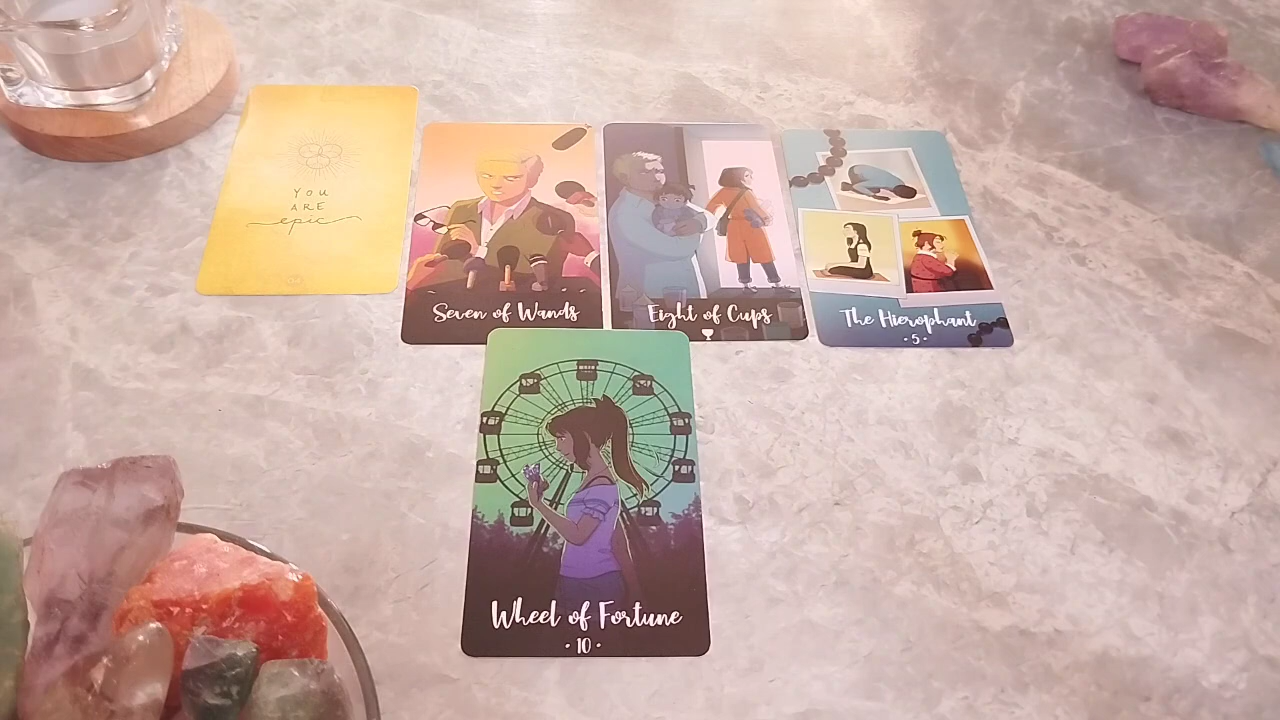 YOU
ARE
epic
Seven of Wands
Eight of Cups
The Hierophant
·5·
Wheel of Fortune
·10·